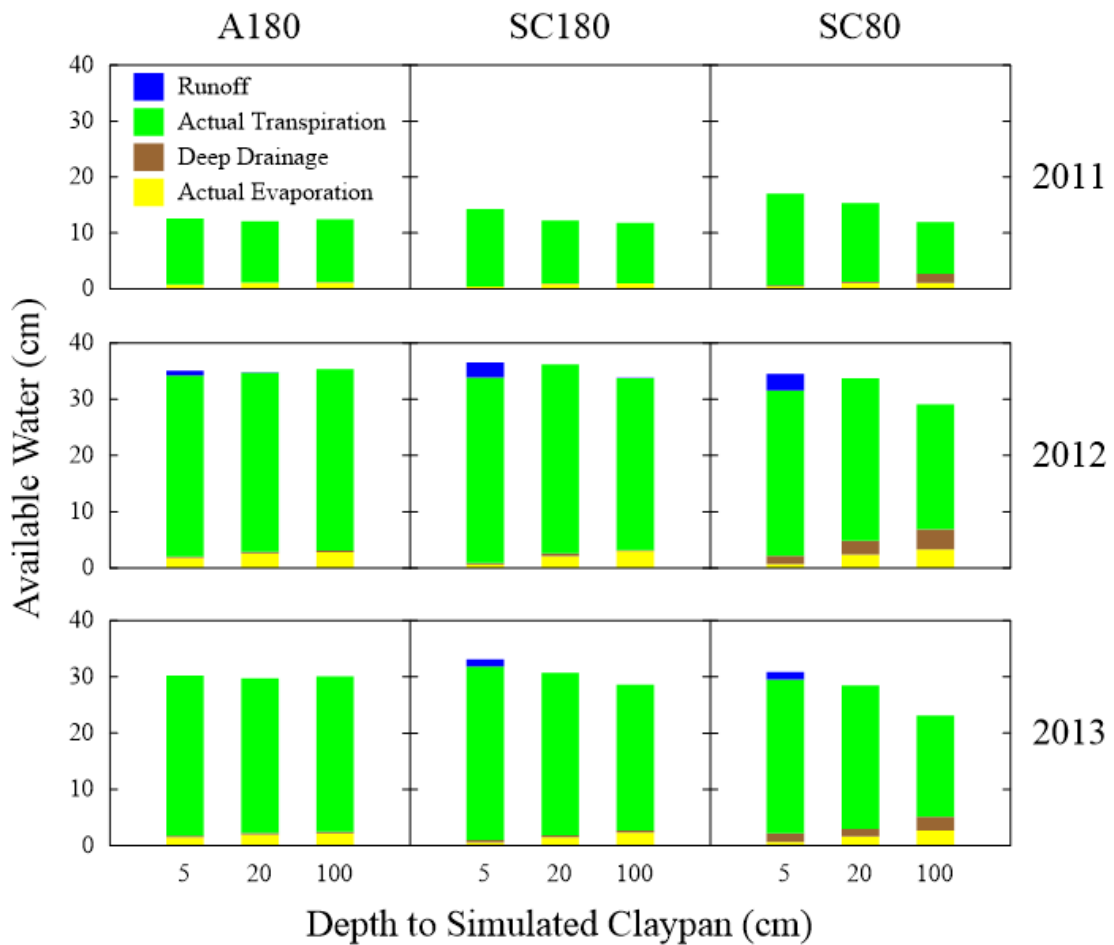 A180 SC180 SC80
Runoff
Actual Transpiration
Deep Drainage
Actual Evaporation
40
30
20
10
0
2011
40
30
20
10
0
2012
40
30
20
10
0
2013
Available Water (cm)
5 20 100 5 20 100 5 20 100
Depth to Simulated Claypan (cm)